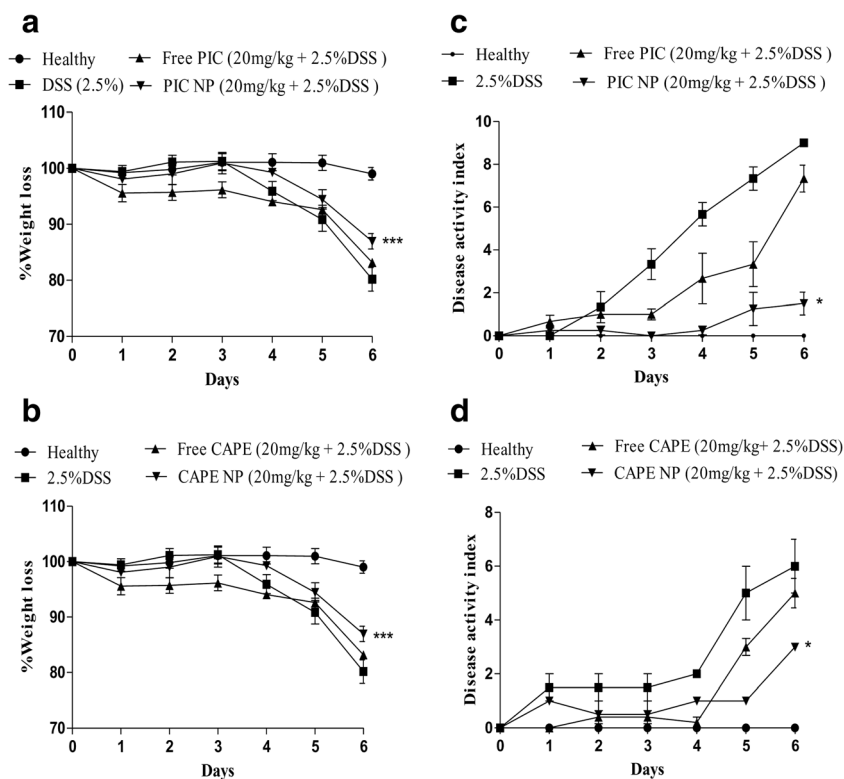 a
Healthy
Free PIC (20mg/kg + 2.5%DSS )
DSS (2.5%)
PIC NP (20mg/kg + 2.5%DSS )
110
100
90
80
70
%Weight loss
0 1 2 3 4 5 6
Days
c
Healthy
Free PIC (20mg/kg + 2.5%DSS )
2.5%DSS
PIC NP (20mg/kg + 2.5%DSS )
10
8
6
4
2
0
Disease activity index
*
0 1 2 3 4 5 6
Days
***
b
Healthy
Free CAPE (20mg/kg + 2.5%DSS )
2.5%DSS
CAPE NP (20mg/kg + 2.5%DSS )
110
100
90
80
70
%Weight loss
***
0 1 2 3 4 5 6
Days
d
Healthy
Free CAPE (20mg/kg+ 2.5%DSS)
2.5%DSS
CAPE NP (20mg/kg + 2.5%DSS)
8
6
4
2
0
Disease activity index
*
0 1 2 3 4 5 6
Days